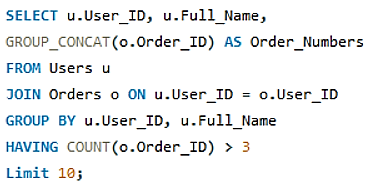 SELECT u.User_ID, u.Full_Name,
GROUP_CONCAT(o.Order_ID) AS Order_Numbers
FROM Users u
JOIN Orders o ON u.User_ID = o.User_ID
GROUP BY u.User_ID, u.Full_Name
HAVING COUNT(o.Order_ID) > 3
Limit 10;